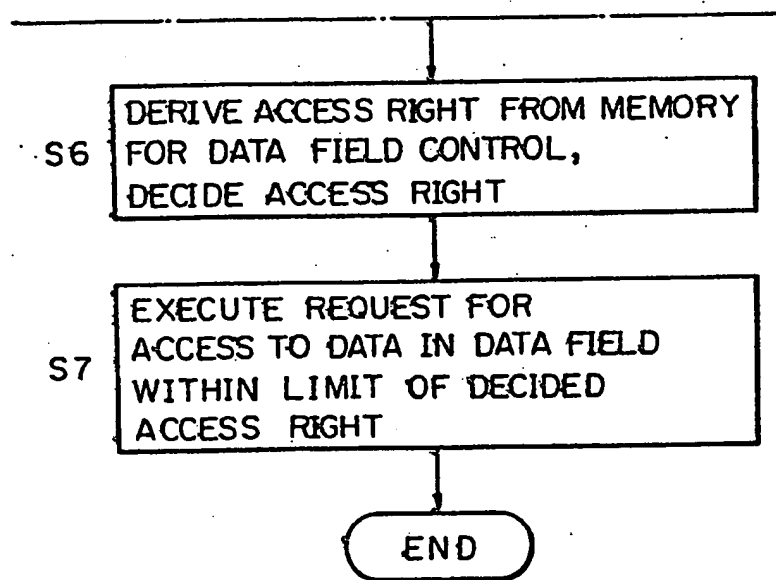 S6
DERIVE ACCESS RIGHT FROM MEMORY
FOR DATA FIELD CONTROL,
DECIDE ACCESS RIGHT
S7
EXECUTE REQUEST FOR
ACCESS TO DATA IN DATA FIELD
WITHIN LIMIT OF DECIDED
ACCESS RIGHT
END